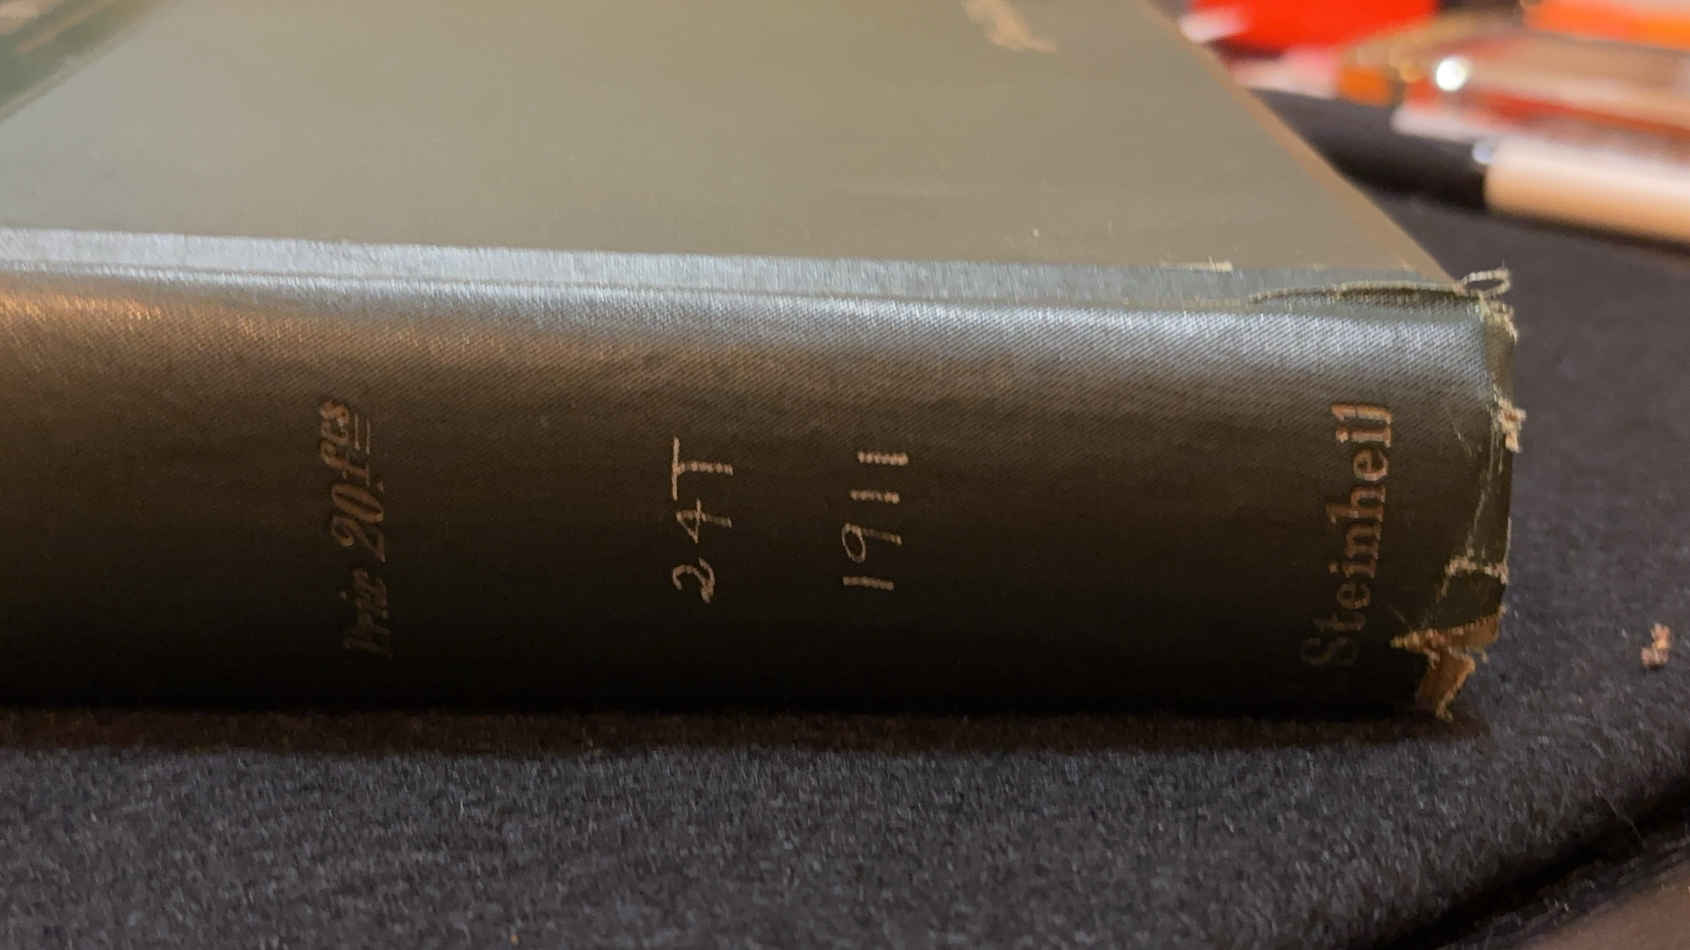 Prix 20 fcs
24T
1911
Steinheil